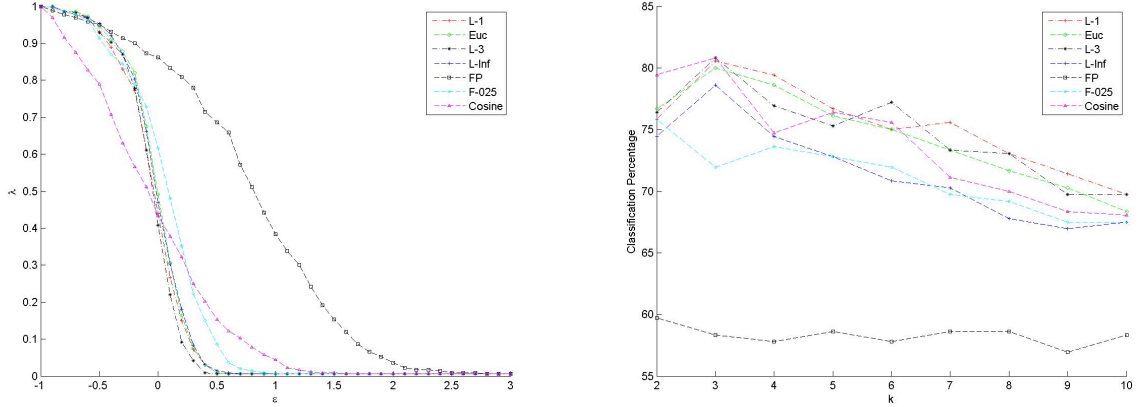 1
0.9
0.8
0.7
0.6
0.5
0.4
0.3
0.2
0.1
0
λ
-1
-0.5
0
0.5
1
1.5
2
2.5
3
ε
L-1
Euc
L-3
L-Inf
FP
F-025
Cosine
85
80
75
70
65
60
55
Classification Percentage
2
3
4
5
6
7
8
9
10
k
L-1
Euc
L-3
L-Inf
FP
F-025
Cosine